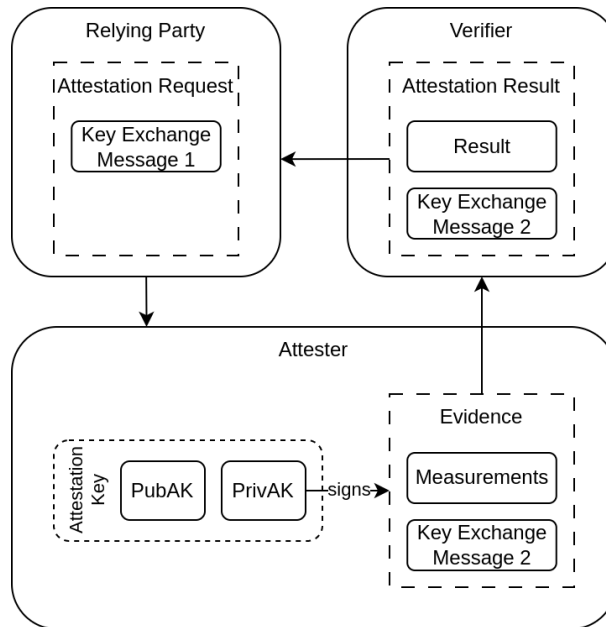 Relying Party
Attestation Request
Key Exchange
Message 1
Verifier
Attestation Result
Result
Key Exchange
Message 2
Attester
Attestation
Key
PubAK
PrivAK
signs
Evidence
Measurements
Key Exchange
Message 2